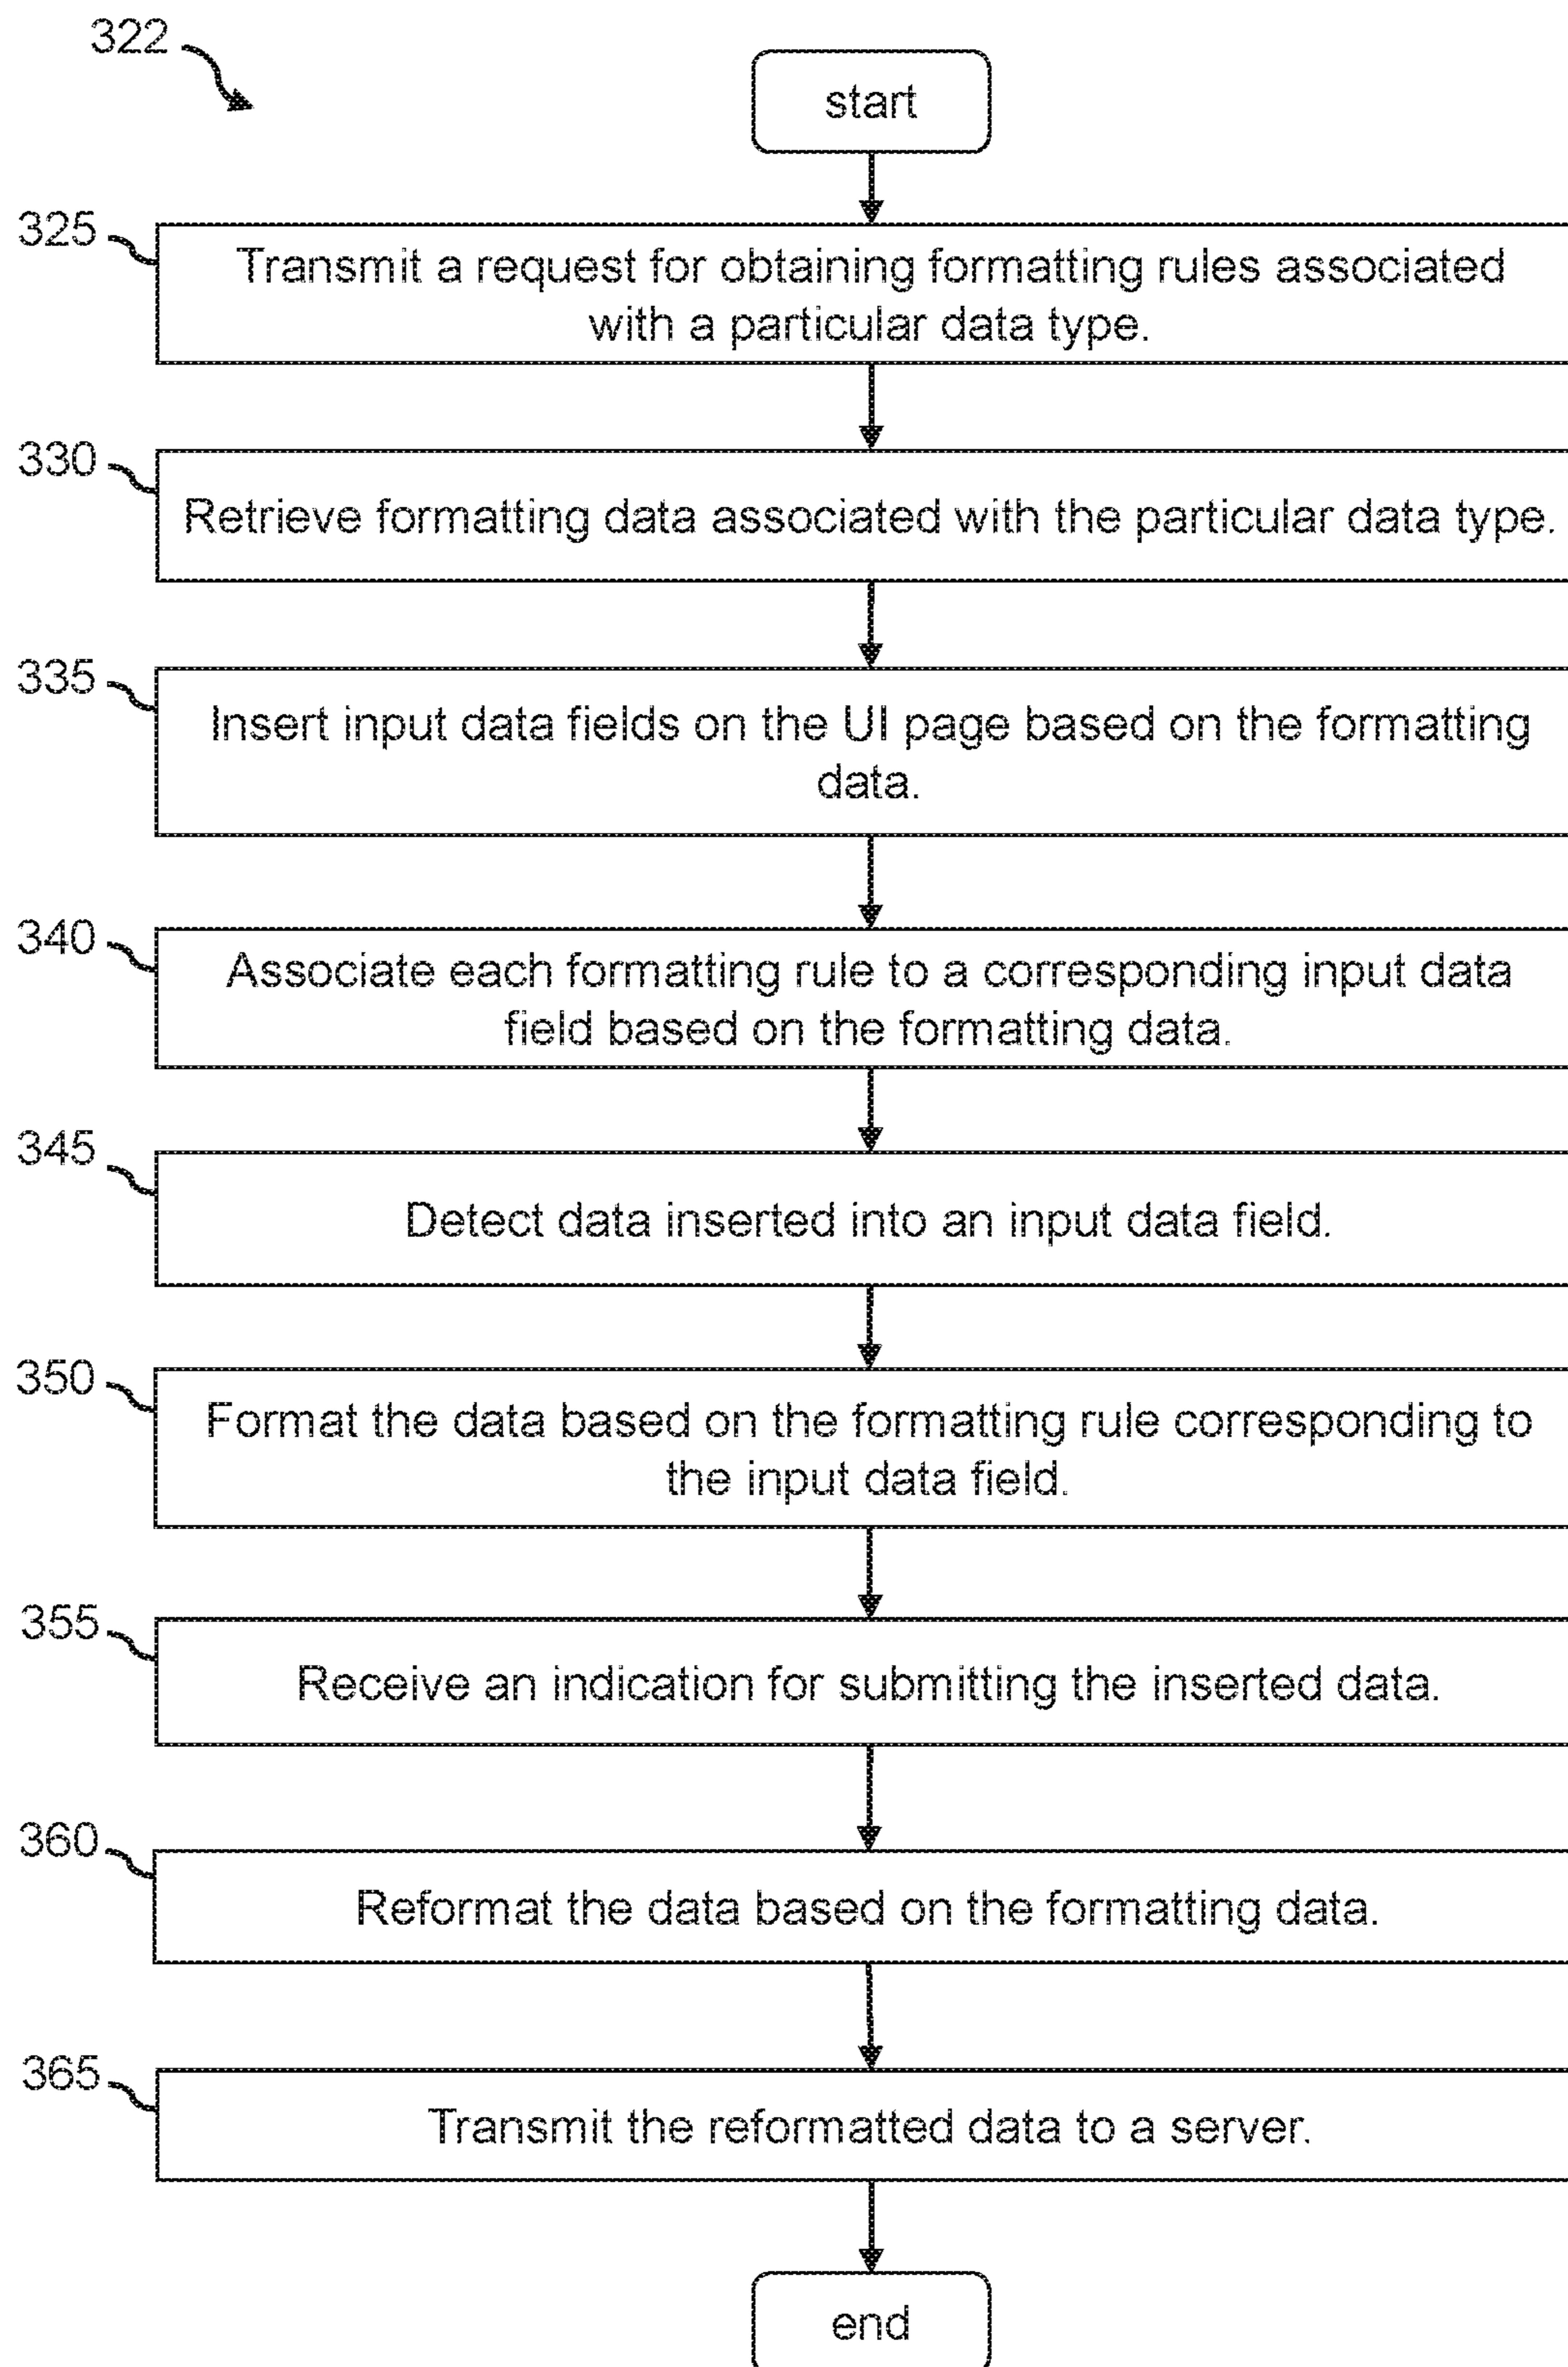 322
start
325
Transmit a request for obtaining formatting rules associated
with a particular data type.
330
Retrieve formatting data associated with the particular data type.
335
Insert input data fields on the UI page based on the formatting
data.
340
Associate each formatting rule to a corresponding input data
field based on the formatting data.
345
Detect data inserted into an input data field.
350
Format the data based on the formatting rule corresponding to
the input data field.
355
Receive an indication for submitting the inserted data.
360
Reformat the data based on the formatting data.
365
Transmit the reformatted data to a server.
end